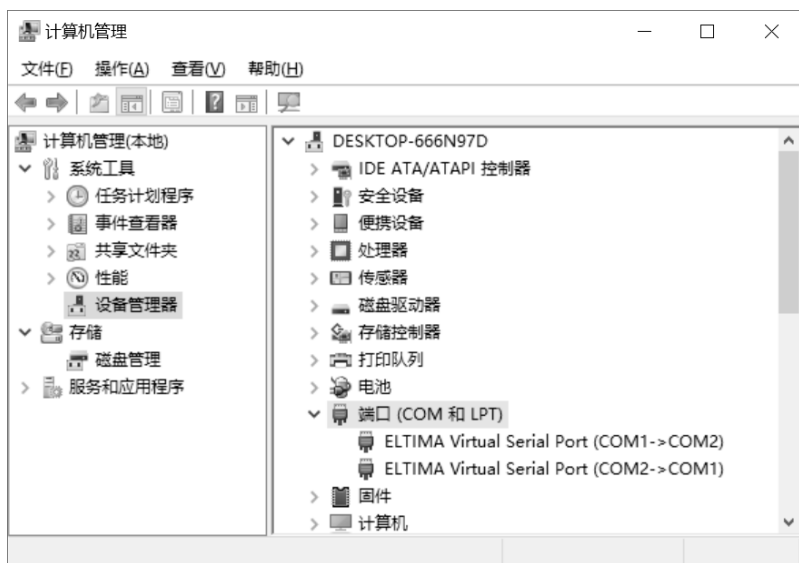 计算机管理
文件(F) 操作(A) 查看(V) 帮助(H)
计算机管理(本地)
系统工具
任务计划程序
事件查看器
共享文件夹
性能
设备管理器
存储
磁盘管理
服务和应用程序
DESKTOP-666N97D
IDE ATA/ATAPI 控制器
安全设备
便携设备
处理器
传感器
磁盘驱动器
存储控制器
打印队列
电池
端口 (COM 和 LPT)
ELTIMA Virtual Serial Port (COM1->COM2)
ELTIMA Virtual Serial Port (COM2->COM1)
固件
计算机